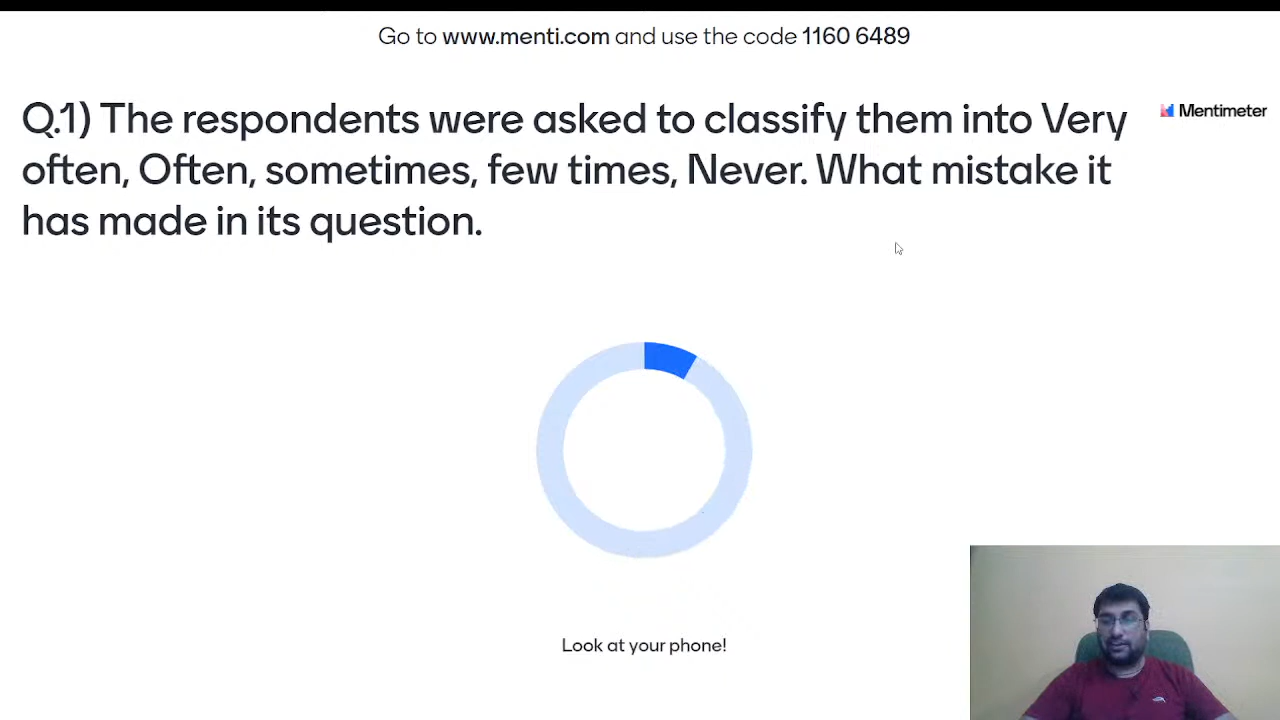 Go to www.menti.com and use the code 1160 6489
Q.1) The respondents were asked to classify them into Very
often, Often, sometimes, few times, Never. What mistake it
has made in its question.
Mentimeter
Look at your phone!